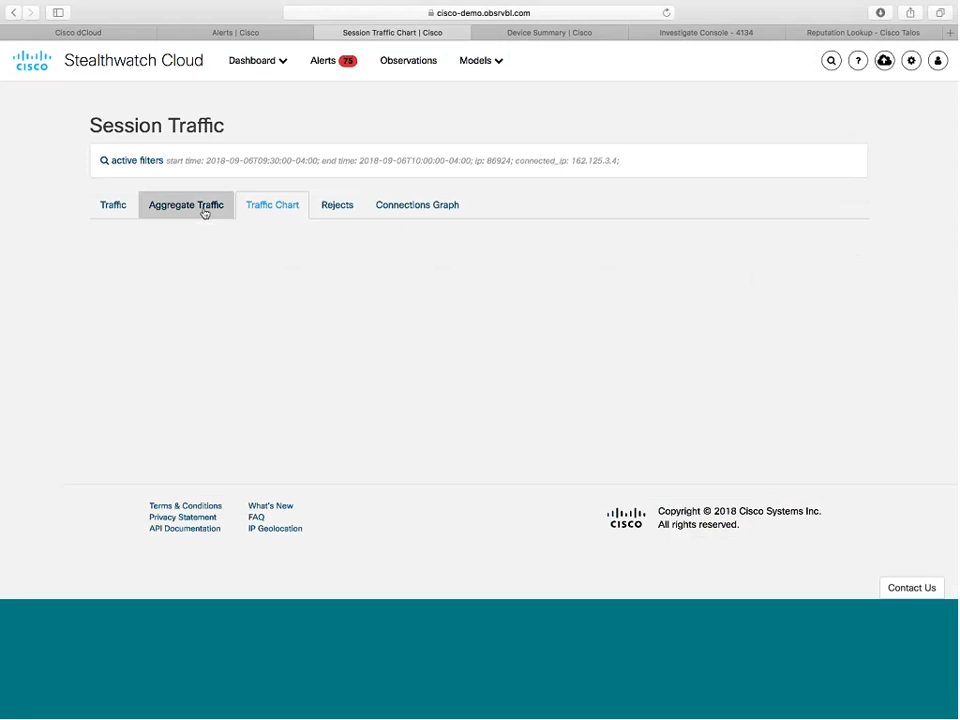 cisco-demo.obsrvbl.com
Cisco dCloud
Alerts | Cisco
Session Traffic Chart | Cisco
Device Summary | Cisco
Investigate Console - 4134
Reputation Lookup - Cisco Talos
CISCO
Stealthwatch Cloud
Dashboard
Alerts 75
Observations
Models
?
Session Traffic
active filters start time: 2018-09-06T09:30:00-04:00; end time: 2018-09-06T10:00:00-04:00; ip: 86924; connected_ip: 162.125.3.4;
Traffic
Aggregate Traffic
Traffic Chart
Rejects
Connections Graph
Terms & Conditions
Privacy Statement
API Documentation
What's New
FAQ
IP Geolocation
CISCO
Copyright © 2018 Cisco Systems Inc.
All rights reserved.
Contact Us